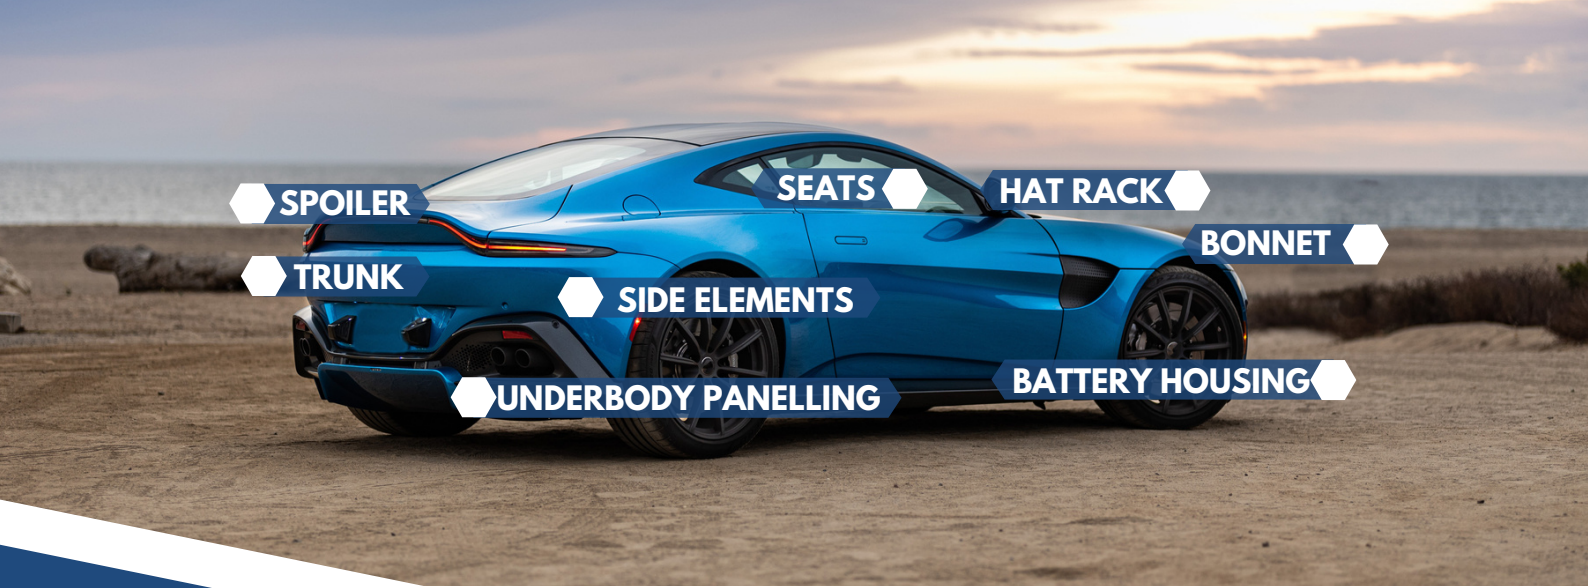 SPOILER
SEATS
HAT RACK
BONNET
TRUNK
SIDE ELEMENTS
BATTERY HOUSING
UNDERBODY PANELLING